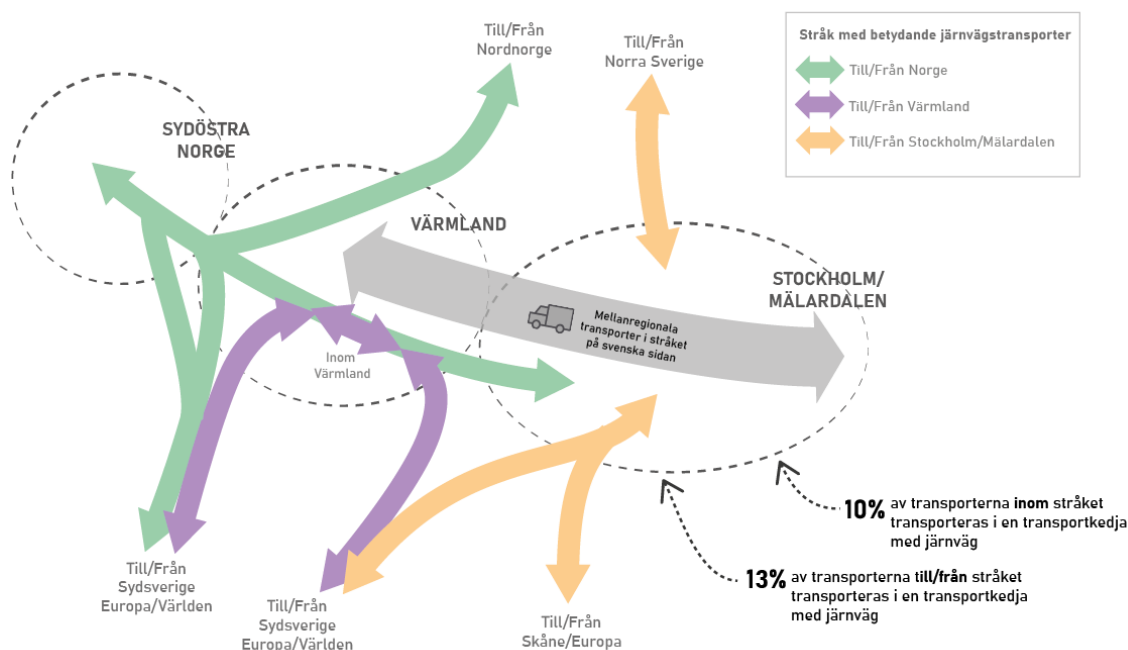 Till/Från
Nordnorge
Till/Från
Norra Sverige
Stråk med betydande järnvägstransporter
Till/Från Norge
Till/Från Värmland
Till/Från Stockholm/Mälardalen
SYDÖSTRA
NORGE
VÄRMLAND
STOCKHOLM/
MÄLARDALEN
Mellanregionala
transporter i stråket
på svenska sidan
Inom
Värmland
10% av transporterna inom stråket
transporteras i en transportkedja
med järnväg
13% av transporterna till/från stråket
transporteras i en transportkedja
med järnväg
Till/Från
Sydsverige
Europa/Världen
Till/Från
Sydsverige
Europa/Världen
Till/Från
Skåne/Europa